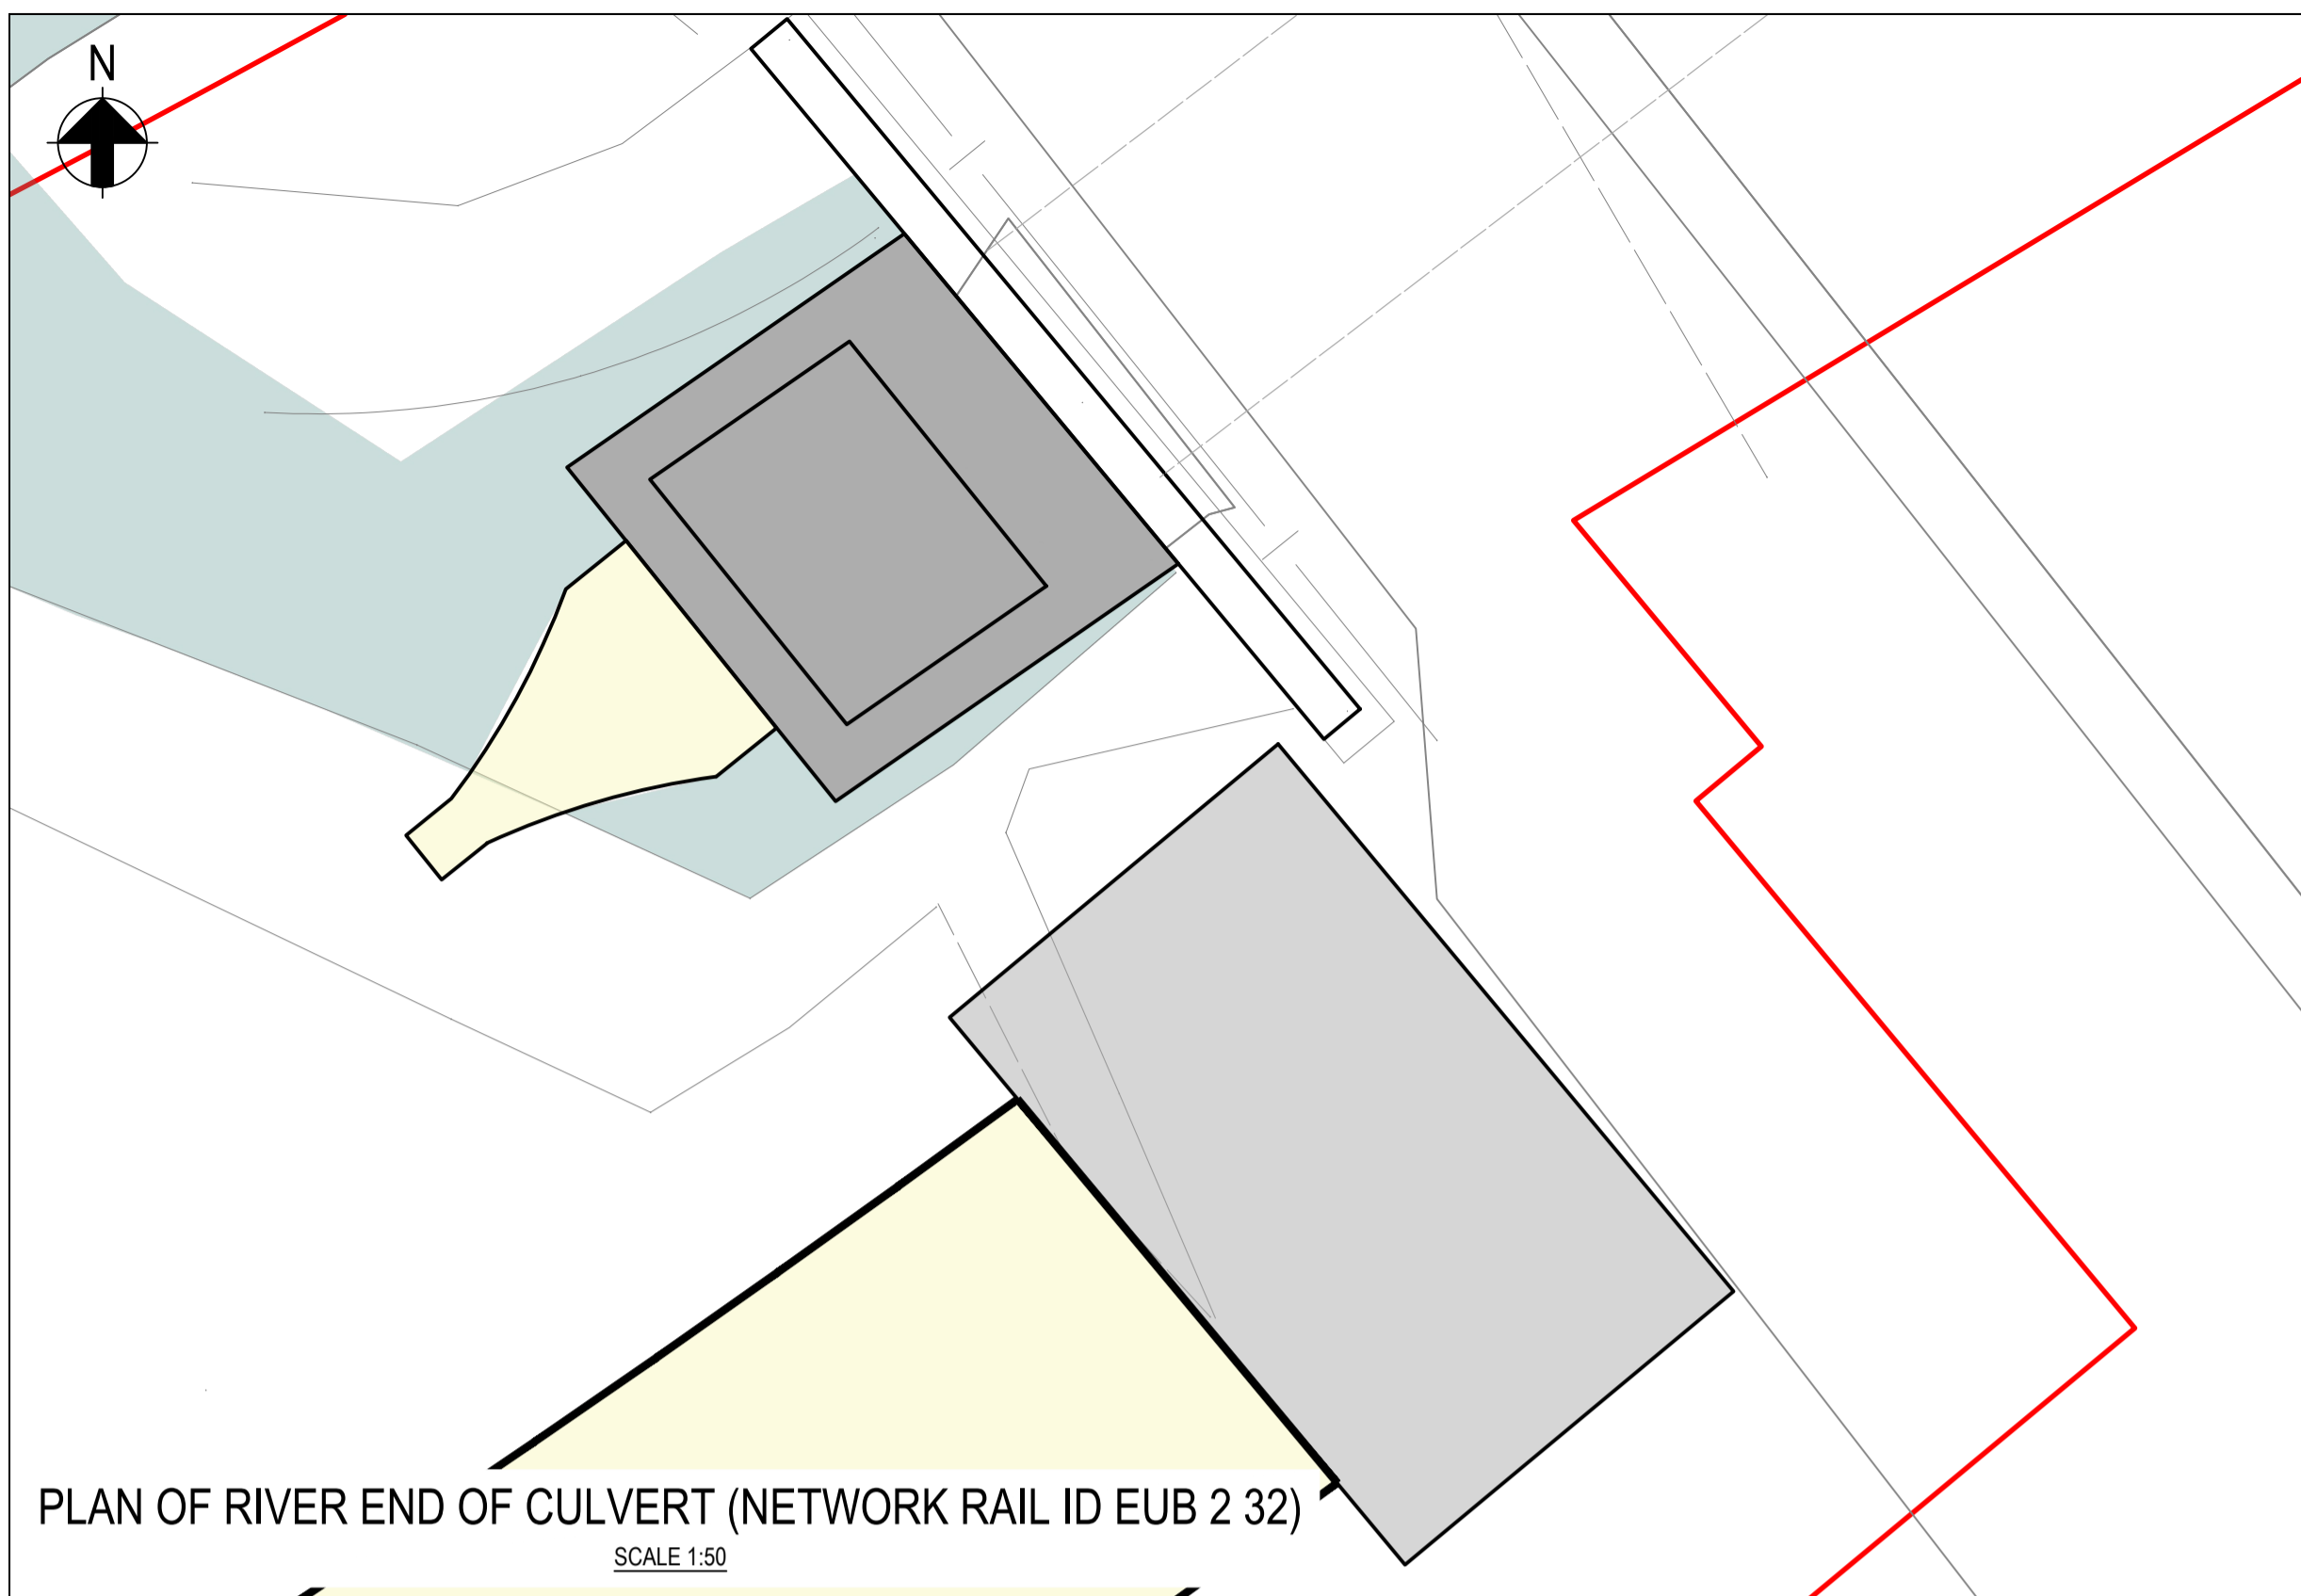 N
PLAN OF RIVER END OF CULVERT (NETWORK RAIL ID EUB 2 32)
SCALE 1:50